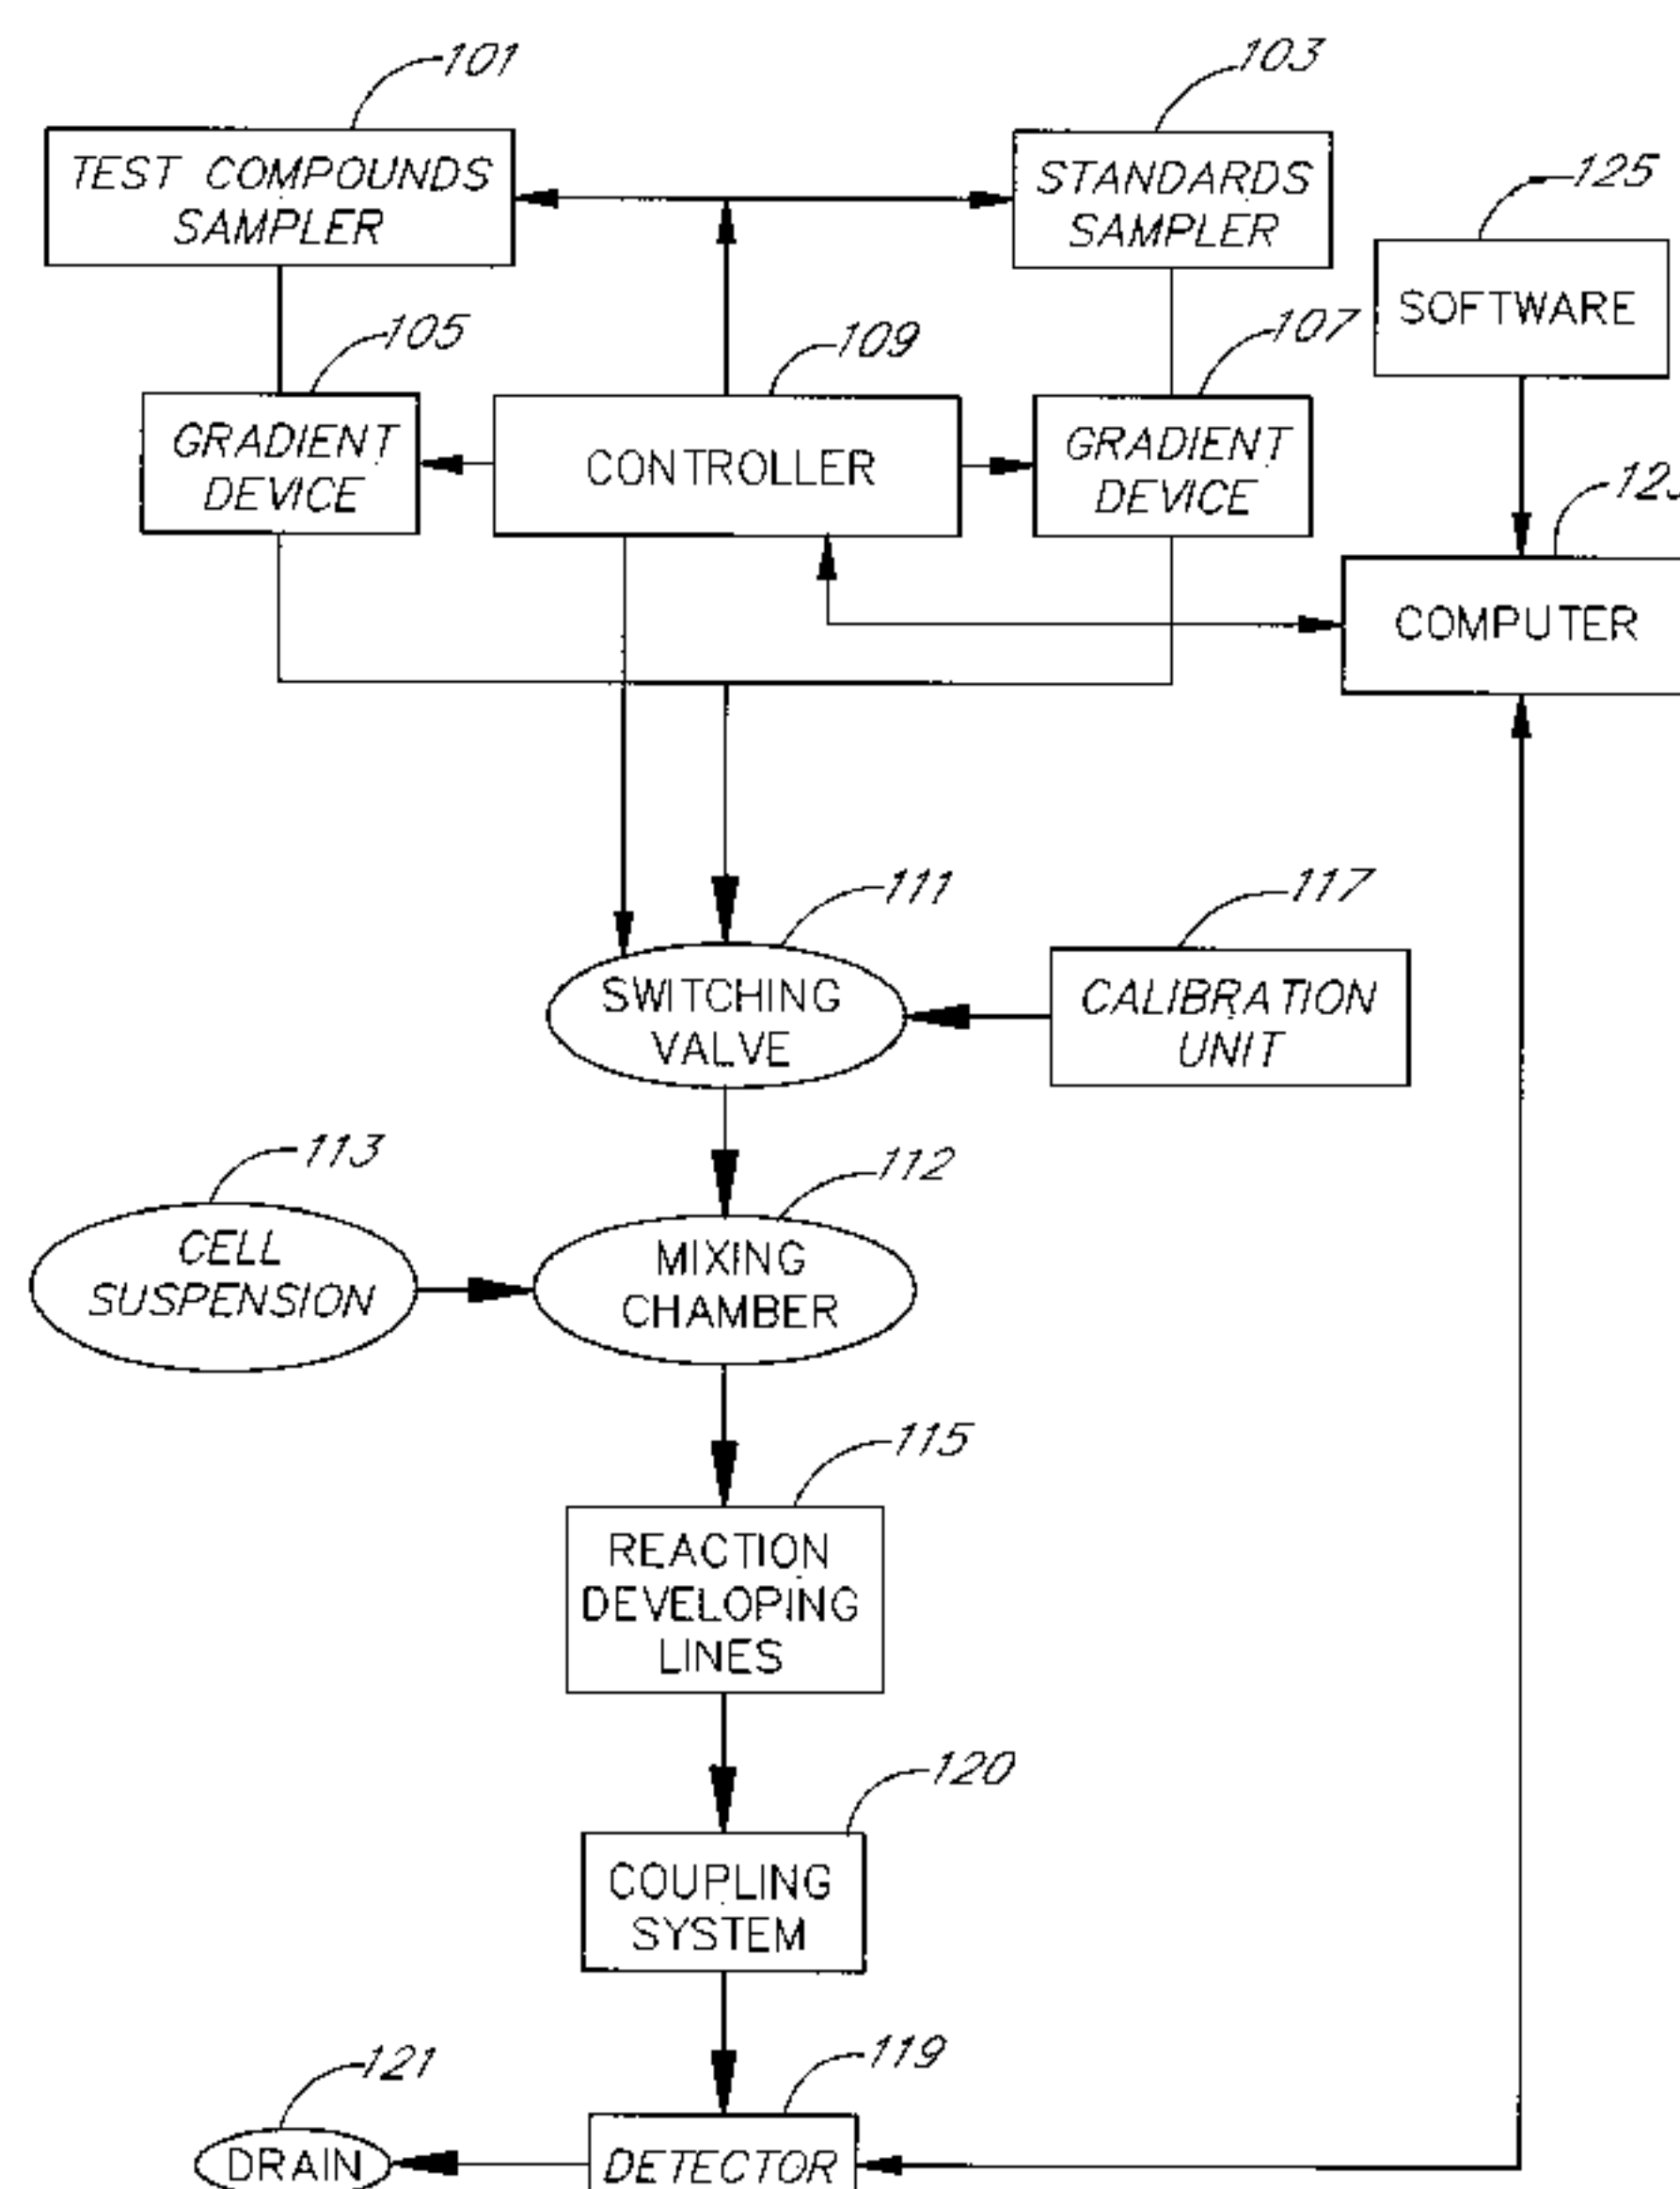 101
103
TEST COMPOUNDS
SAMPLER
STANDARDS
SAMPLER
125
SOFTWARE
105
109
107
GRADIENT
DEVICE
CONTROLLER
GRADIENT
DEVICE
COMPUTER
111
117
SWITCHING
VALVE
CALIBRATION
UNIT
113
112
CELL
SUSPENSION
MIXING
CHAMBER
115
REACTION
DEVELOPING
LINES
120
COUPLING
SYSTEM
121
119
DRAIN
DETECTOR